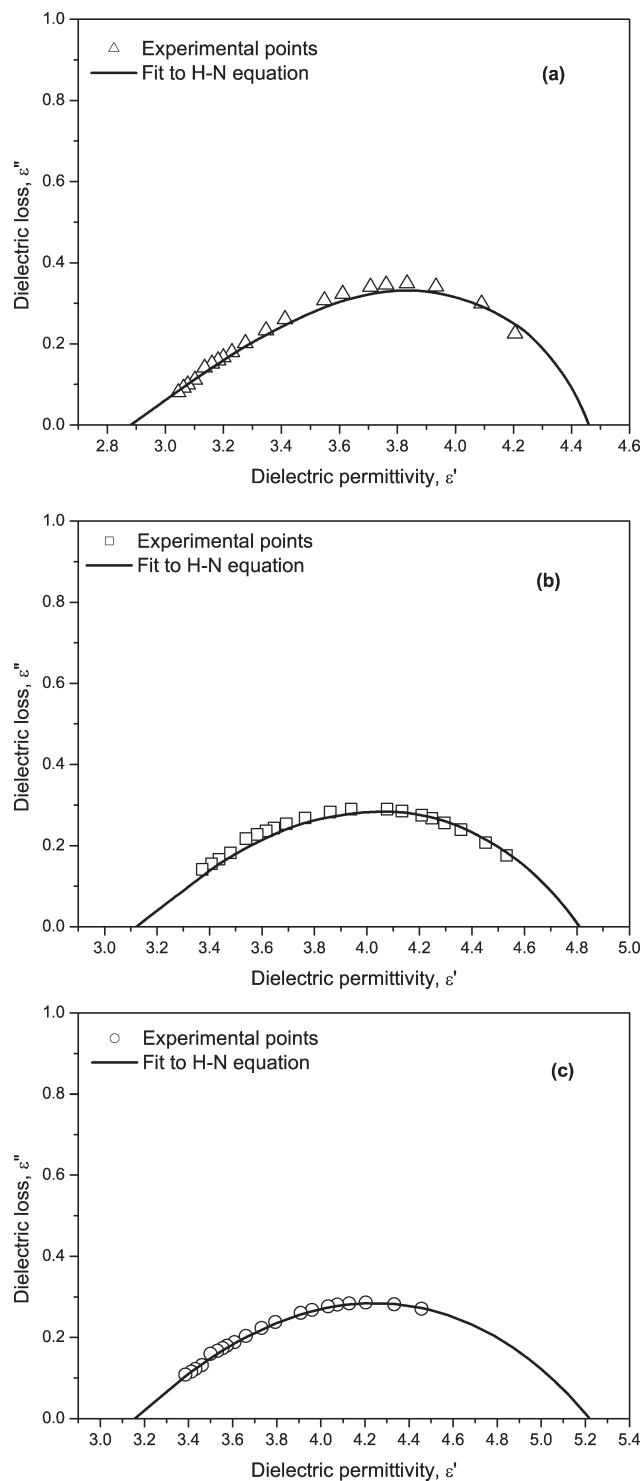 1.0
Experimental points
Fit to H-N equation
(a)
0.8
0.6
0.4
0.2
0.0
Dielectric loss, ε"
2.8 3.0 3.2 3.4 3.6 3.8 4.0 4.2 4.4 4.6
Dielectric permittivity, ε'
1.0
Experimental points
Fit to H-N equation
(b)
0.8
0.6
0.4
0.2
0.0
Dielectric loss, ε"
3.0 3.2 3.4 3.6 3.8 4.0 4.2 4.4 4.6 4.8 5.0
Dielectric permittivity, ε'
1.0
Experimental points
Fit to H-N equation
(c)
0.8
0.6
0.4
0.2
0.0
Dielectric loss, ε"
3.0 3.2 3.4 3.6 3.8 4.0 4.2 4.4 4.6 4.8 5.0 5.2 5.4
Dielectric permittivity, ε'